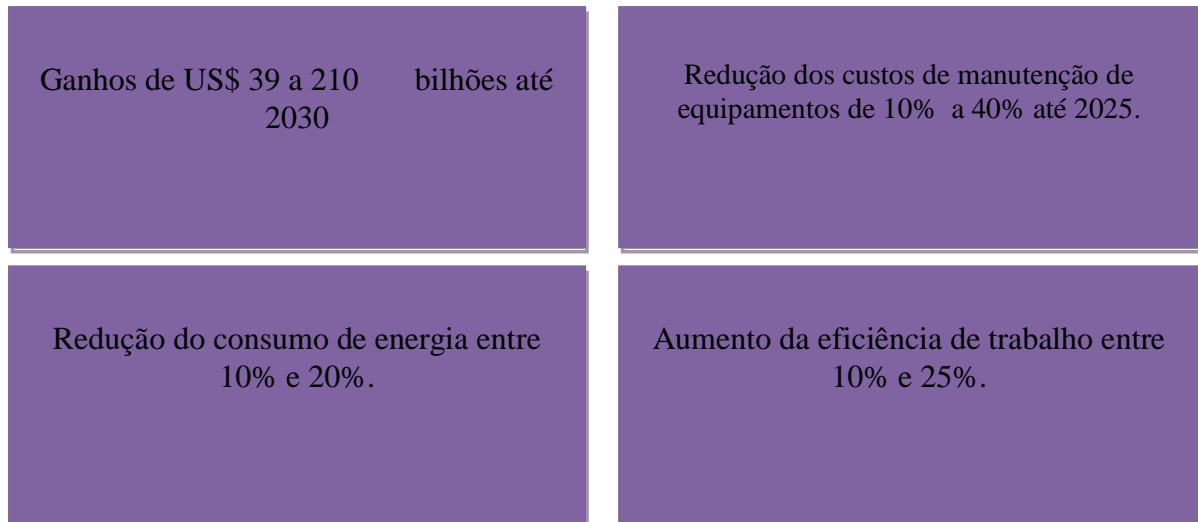 Ganhos de US$ 39 a 210 bilhões até
2030
Redução dos custos de manutenção de
equipamentos de 10% a 40% até 2025.
Redução do consumo de energia entre
10% e 20%.
Aumento da eficiência de trabalho entre
10% e 25%.